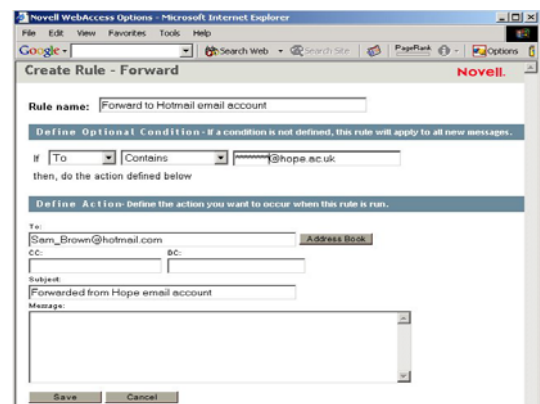 Novell WebAccess Options - Microsoft Internet Explorer
File Edit View Favorites Tools Help
Google - Search Web - Search Site PageRank Options
Create Rule - Forward Novell.
Rule name: Forward to Hotmail email account
Define Optional Condition - If a condition is not defined, this rule will apply to all new messages.
If To Contains ********@hope.ac.uk
then, do the action defined below
Define Action - Define the action you want to occur when this rule is run.
To:
Sam_Brown@hotmail.com Address Book
CC: BC:
Subject:
Forwarded from Hope email account
Message:
Save Cancel